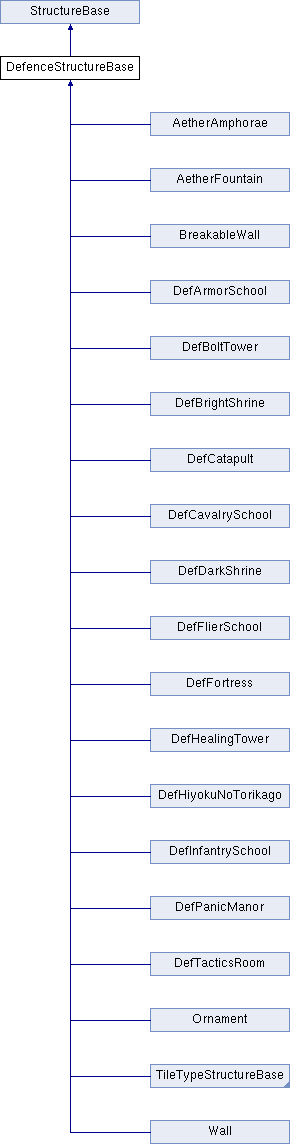 StructureBase
DefenceStructureBase
AetherAmphorae
AetherFountain
BreakableWall
DefArmorSchool
DefBoltTower
DefBrightShrine
DefCatapult
DefCavalrySchool
DefDarkShrine
DefFlierSchool
DefFortress
DefHealingTower
DefHiyokuNoTorikago
DefInfantrySchool
DefPanicManor
DefTacticsRoom
Ornament
TileTypeStructureBase
Wall